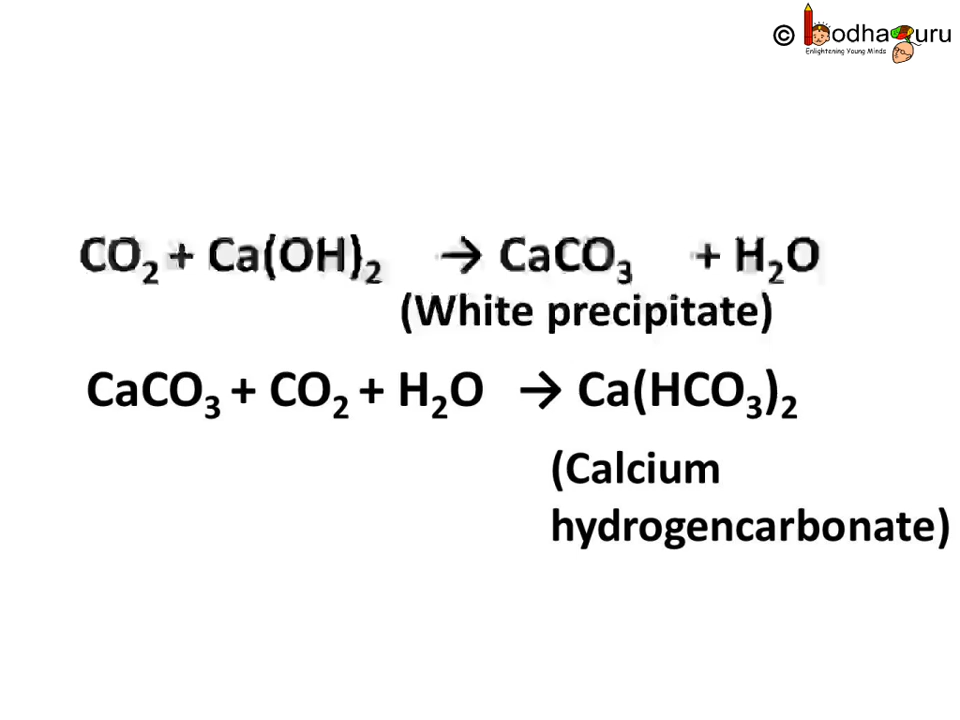 © BodhaGuru
Enlightening Young Minds
CO₂ + Ca(OH)₂ → CaCO₃ + H₂O
(White precipitate)
CaCO₃ + CO₂ + H₂O → Ca(HCO₃)₂
(Calcium
hydrogencarbonate)